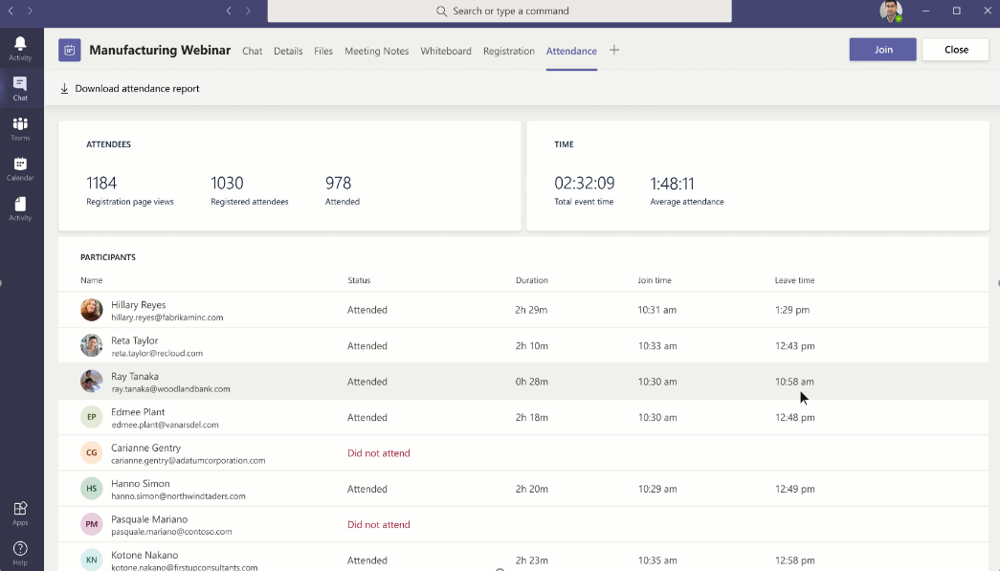 Search or type a command
Activity
Chat
Teams
Calendar
Activity
Apps
Help
Manufacturing Webinar Chat Details Files Meeting Notes Whiteboard Registration Attendance Join Close
Download attendance report
ATTENDEES
1184 1030 978
Registration page views Registered attendees Attended
TIME
02:32:09 1:48:11
Total event time Average attendance
PARTICIPANTS
Name Status Duration Join time Leave time
Hillary Reyes
hillary.reyes@fabrikaminc.com
Attended 2h 29m 10:31 am 1:29 pm
Reta Taylor
reta.taylor@recloud.com
Attended 2h 10m 10:33 am 12:43 pm
Ray Tanaka
ray.tanaka@woodlandbank.com
Attended 0h 28m 10:30 am 10:58 am
EP
Edmee Plant
edmee.plant@vanarsdel.com
Attended 2h 18m 10:30 am 12:48 pm
CG
Carianne Gentry
carianne.gentry@adatumcorporation.com
Did not attend
HS
Hanno Simon
hanno.simon@northwindtaders.com
Attended 2h 20m 10:29 am 12:49 pm
PM
Pasquale Mariano
pasquale.mariano@contoso.com
Did not attend
KN
Kotone Nakano
kotone.nakano@firstupconsultants.com
Attended 2h 23m 10:35 am 12:58 pm